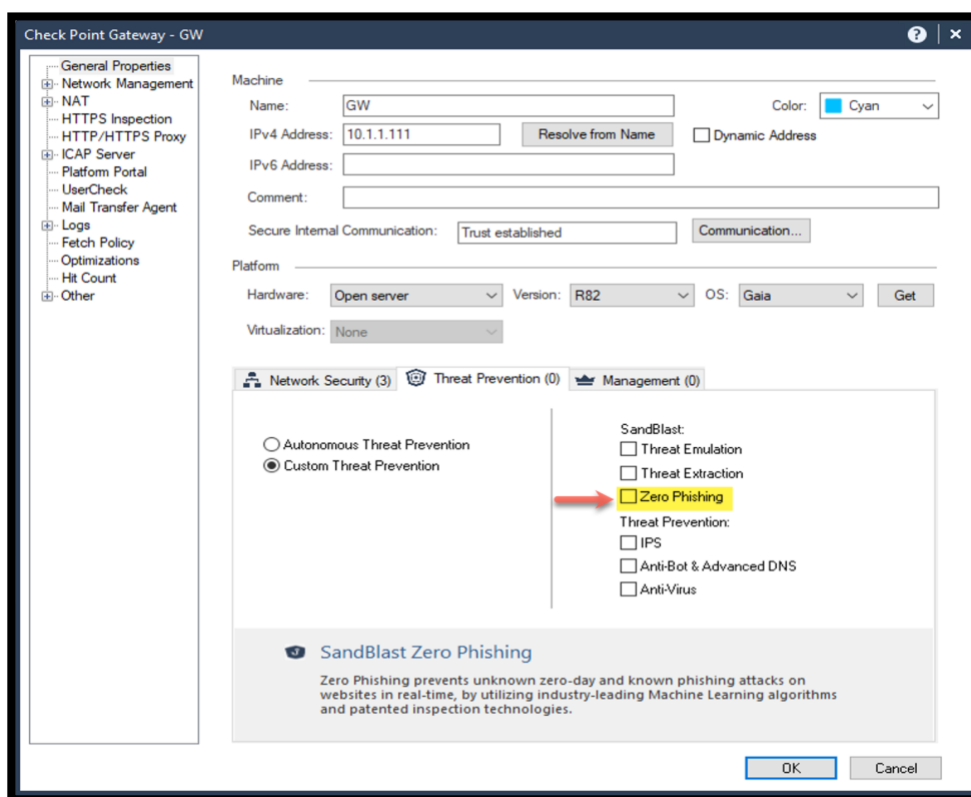 Check Point Gateway - GW
General Properties
Network Management
NAT
HTTPS Inspection
HTTP/HTTPS Proxy
ICAP Server
Platform Portal
UserCheck
Mail Transfer Agent
Logs
Fetch Policy
Optimizations
Hit Count
Other
Machine
Name: GW Color: Cyan
IPv4 Address: 10.1.1.111 Resolve from Name Dynamic Address
IPv6 Address:
Comment:
Secure Internal Communication: Trust established Communication...
Platform
Hardware: Open server Version: R82 OS: Gaia Get
Virtualization: None
Network Security (3) Threat Prevention (0) Management (0)
Autonomous Threat Prevention
Custom Threat Prevention
SandBlast:
Threat Emulation
Threat Extraction
Zero Phishing
Threat Prevention:
IPS
Anti-Bot & Advanced DNS
Anti-Virus
SandBlast Zero Phishing
Zero Phishing prevents unknown zero-day and known phishing attacks on
websites in real-time, by utilizing industry-leading Machine Learning algorithms
and patented inspection technologies.
OK Cancel